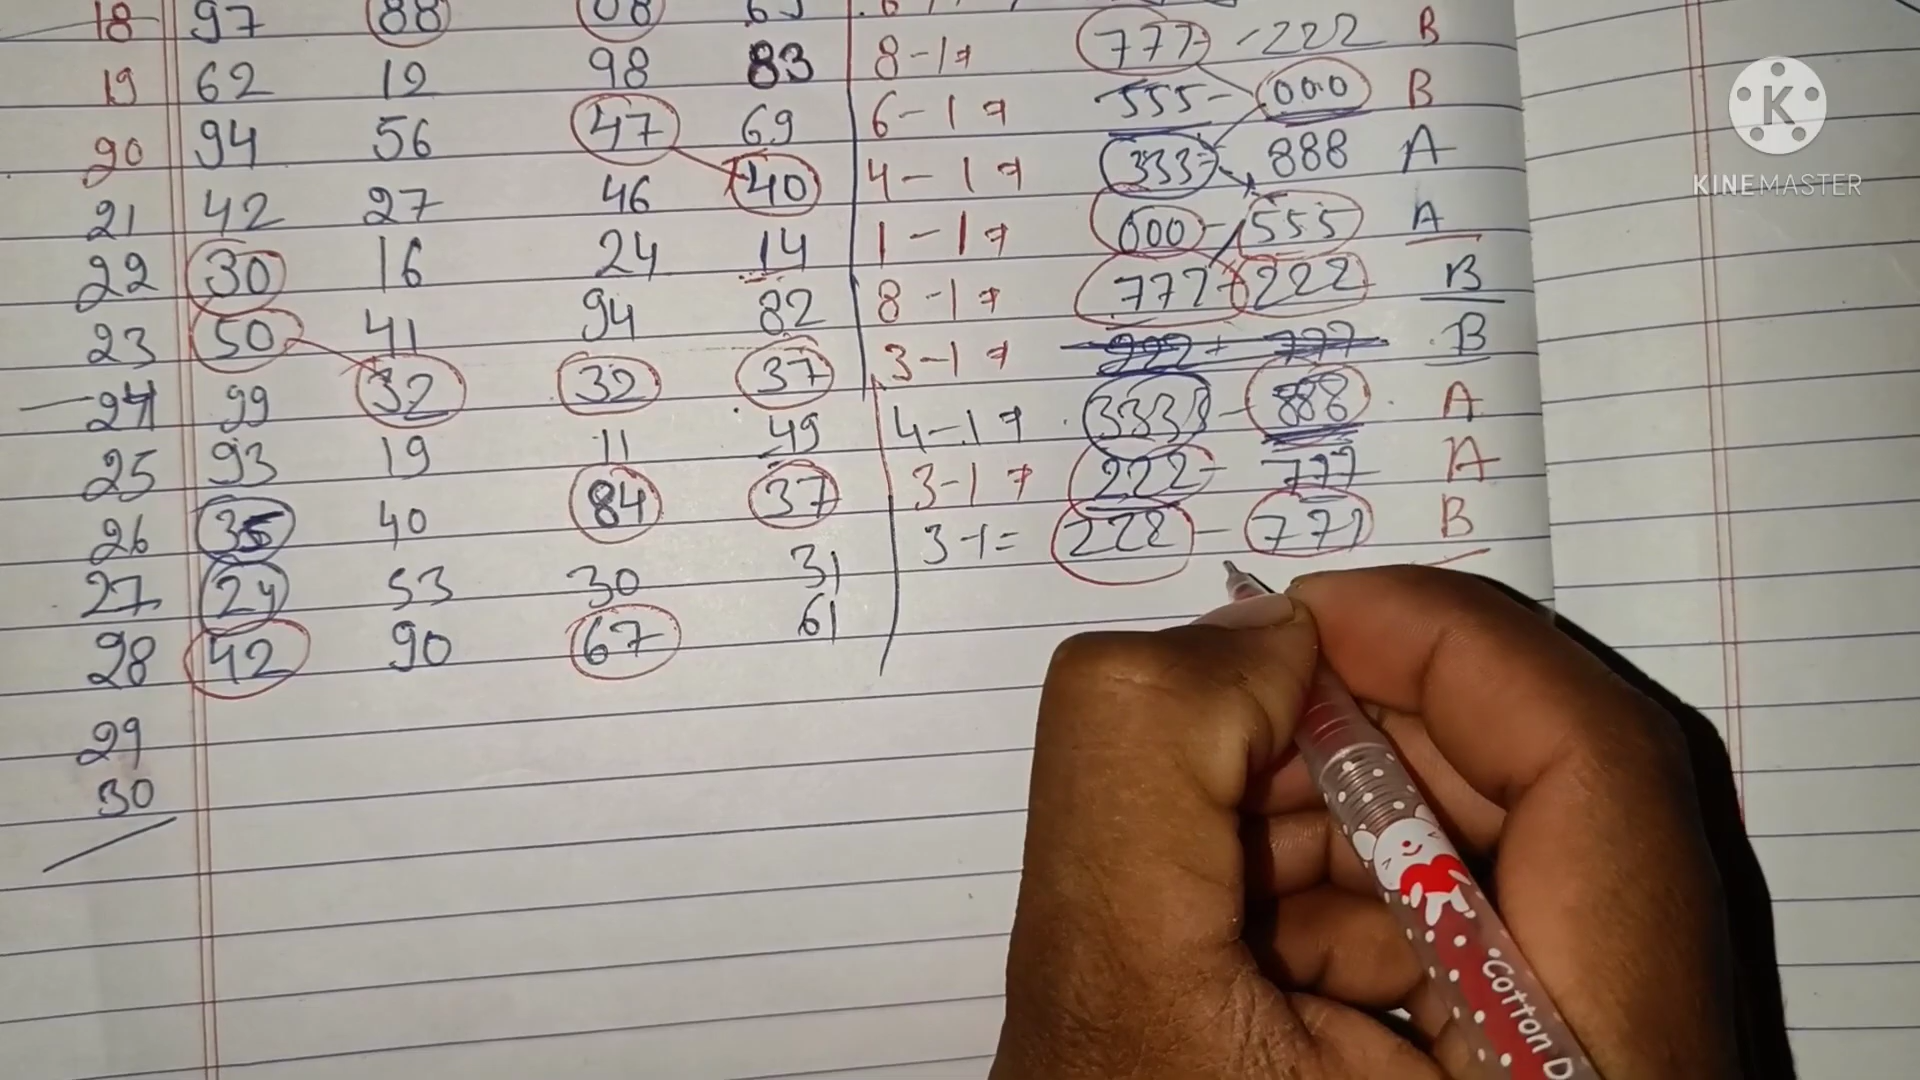 18 97 88 08 8-17 777 - 222 B
19 62 12 98 83 6-17 555 - 000 B
20 94 56 47 69 4-17 333 - 888 A
21 42 27 46 40 1-17 000 - 555 A
22 30 16 24 14 8-17 777 222 B
23 50 41 94 82 3-17 222 777 B
24 99 32 32 37 4-17 3333 - 888 A
25 93 19 11 49 3-17 222 - 777 A
26 35 40 84 37 3-1= 222 - 777 B
27 24 53 30 31
28 42 90 67 61
29
30
KINEMASTER
Cotton D